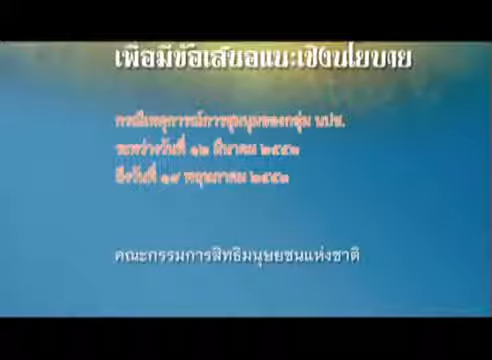 เพื่อมีข้อเสนอแนะเชิงนโยบาย
กรณีเหตุการณ์การชุมนุมของกลุ่ม นปช.
ระหว่างวันที่ ๑๒ มีนาคม ๒๕๕๓
ถึงวันที่ ๑๙ พฤษภาคม ๒๕๕๓
คณะกรรมการสิทธิมนุษยชนแห่งชาติ